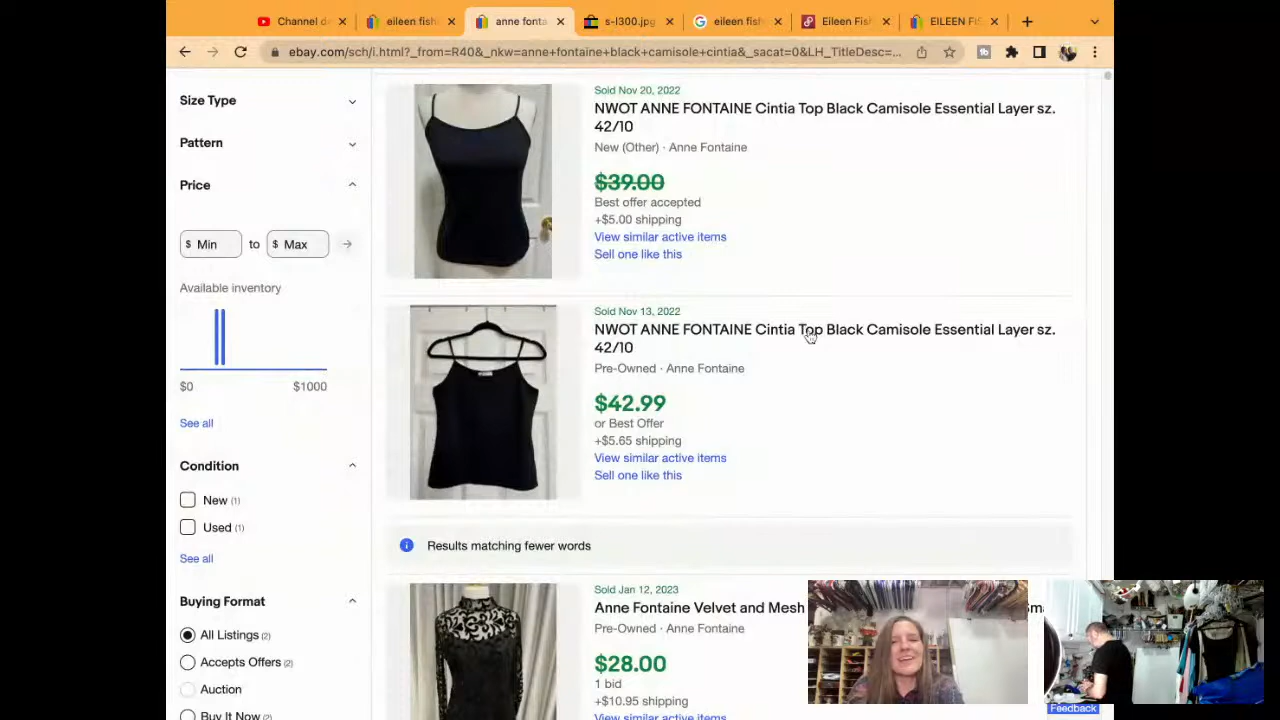 Channel d
eileen fish
anne fonta
s-l300.jpg
eileen fish
Eileen Fish
EILEEN FIS
ebay.com/sch/i.html?_from=R40&_nkw=anne+fontaine+black+camisole+cintia&_sacat=0&LH_TitleDesc=...
Size Type
Pattern
Price
$ Min to $ Max
Available inventory
$0 $1000
See all
Condition
New (1)
Used (1)
See all
Buying Format
All Listings (2)
Accepts Offers (2)
Auction
Buy It Now (2)
Sold Nov 20, 2022
NWOT ANNE FONTAINE Cintia Top Black Camisole Essential Layer sz.
42/10
New (Other) · Anne Fontaine
$39.00
Best offer accepted
+$5.00 shipping
View similar active items
Sell one like this
Sold Nov 13, 2022
NWOT ANNE FONTAINE Cintia Top Black Camisole Essential Layer sz.
42/10
Pre-Owned · Anne Fontaine
$42.99
or Best Offer
+$5.65 shipping
View similar active items
Sell one like this
Results matching fewer words
Sold Jan 12, 2023
Anne Fontaine Velvet and Mesh
Pre-Owned · Anne Fontaine
$28.00
1 bid
+$10.95 shipping
View similar active items
Feedback